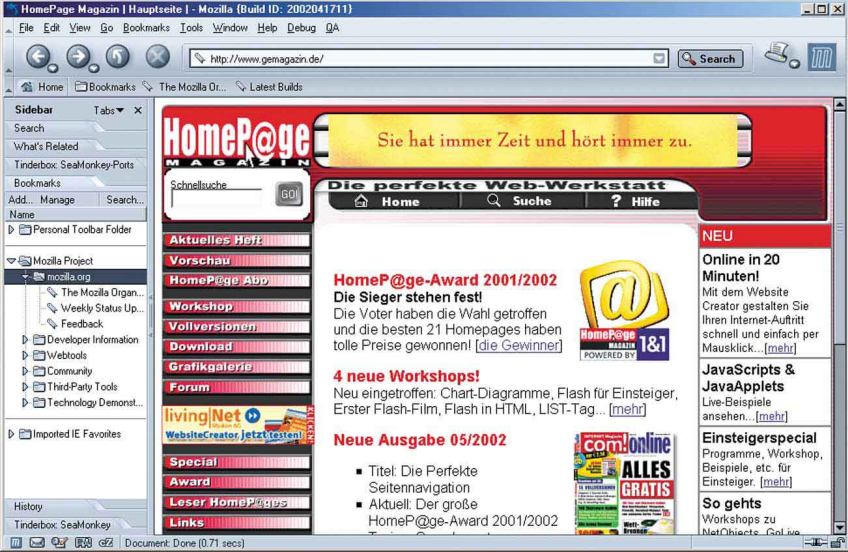 HomePage Magazin | Hauptseite | - Mozilla {Build ID: 2002041711}
File Edit View Go Bookmarks Tools Window Help Debug QA
http://www.gemagazin.de/
Search
Home Bookmarks The Mozilla Or... Latest Builds
Sidebar Tabs
Search
What's Related
Tinderbox: SeaMonkey-Ports
Bookmarks
Add... Manage Search...
Name
Personal Toolbar Folder
Mozilla Project
mozilla.org
The Mozilla Organ...
Weekly Status Up...
Feedback
Developer Information
Webtools
Community
Third-Party Tools
Technology Demonst...
Imported IE Favorites
History
Tinderbox: SeaMonkey
HomeP@ge
MAGAZIN
Sie hat immer Zeit und hört immer zu.
Schnellsuche
GO!
Die perfekte Web-Werkstatt
Home Suche ? Hilfe
Aktuelles Heft
Vorschau
HomeP@ge Abo
Workshop
Vollversionen
Download
Grafikgalerie
Forum
living Net
WebsiteCreator jetzt testen!
KLICKEN
Special
Award
Leser HomeP@ges
Links
HomeP@ge-Award 2001/2002
Die Sieger stehen fest!
Die Voter haben die Wahl getroffen
und die besten 21 Homepages haben
tolle Preise gewonnen! [die Gewinner]
@
HomeP@ge
MAGAZIN
POWERED BY
1&1
4 neue Workshops!
Neu eingetroffen: Chart-Diagramme, Flash für Einsteiger,
Erster Flash-Film, Flash in HTML, LIST-Tag... [mehr]
Neue Ausgabe 05/2002
Titel: Die Perfekte
Seitennavigation
Aktuell: Der große
HomeP@ge-Award 2001/2002
com!online
ALLES
GRATIS
NEU
Online in 20
Minuten!
Mit dem Website
Creator gestalten Sie
Ihren Internet-Auftritt
schnell und einfach per
Mausklick...[mehr]
JavaScripts &
JavaApplets
Live-Beispiele
ansehen...[mehr]
Einsteigerspecial
Programme, Workshop,
Beispiele, etc. für
Einsteiger. [mehr]
So gehts
Workshops zu
NetObjects, GoLive
Document: Done (0.71 secs)